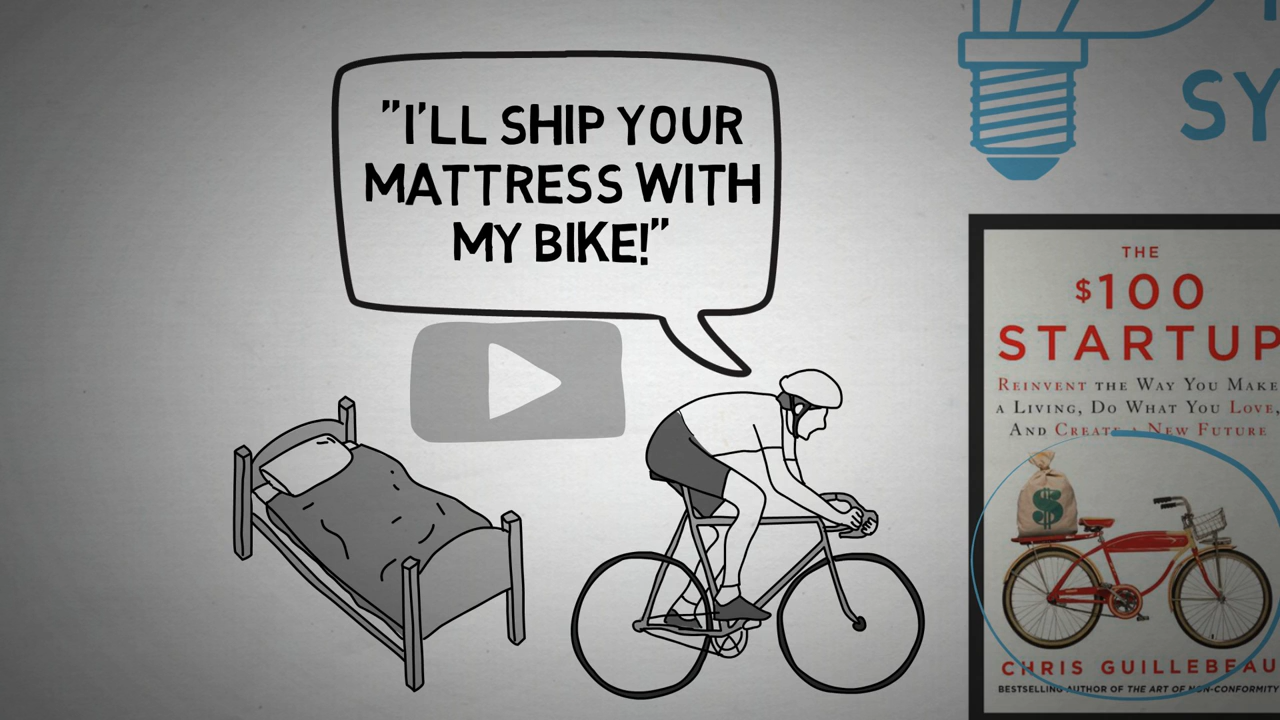 "I'LL SHIP YOUR
MATTRESS WITH
MY BIKE!"
SY
THE
$100
STARTUP
REINVENT THE WAY YOU MAKE
A LIVING, DO WHAT YOU LOVE,
AND CREATE A NEW FUTURE
$
CHRIS GUILLEBEAU
BESTSELLING AUTHOR OF THE ART OF NON-CONFORMITY